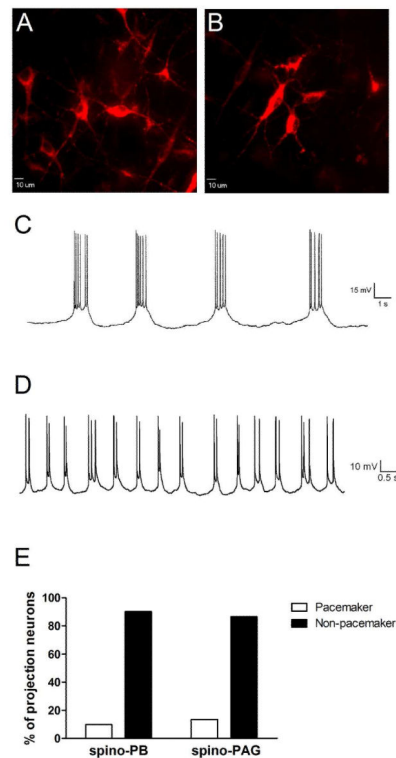 A
B
10 um
10 um
C
15 mV
1 s
D
10 mV
0.5 s
E
% of projection neurons
100
80
60
40
20
0
Pacemaker
Non-pacemaker
spino-PB
spino-PAG